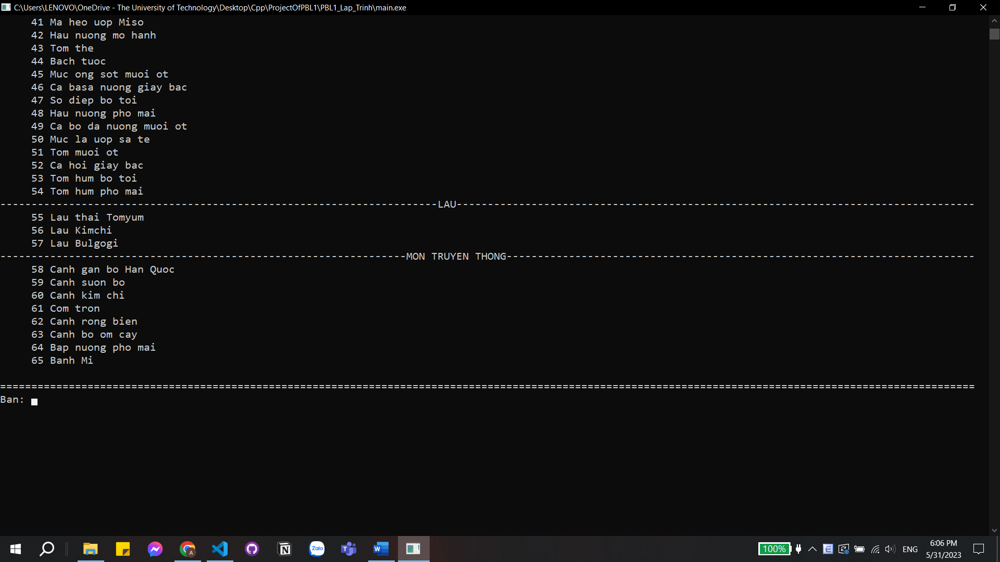 C:\Users\LENOVO\OneDrive - The University of Technology\Desktop\Cpp\ProjectOfPBL1\PBL1_Lap_Trinh\main.exe
41 Ma heo uop Miso
42 Hau nuong mo hanh
43 Tom the
44 Bach tuoc
45 Muc ong sot muoi ot
46 Ca basa nuong giay bac
47 So diep bo toi
48 Hau nuong pho mai
49 Ca bo da nuong muoi ot
50 Muc la uop sa te
51 Tom muoi ot
52 Ca hoi giay bac
53 Tom hum bo toi
54 Tom hum pho mai
----------------------------------------------------------------------LAU-----------------------------------------------------------------------------------
55 Lau thai Tomyum
56 Lau Kimchi
57 Lau Bulgogi
-----------------------------------------------------------------MON TRUYEN THONG---------------------------------------------------------------------------
58 Canh gan bo Han Quoc
59 Canh suon bo
60 Canh kim chi
61 Com tron
62 Canh rong bien
63 Canh bo om cay
64 Bap nuong pho mai
65 Banh Mi
============================================================================================================================================================
Ban:
Zalo
100%
ENG
6:06 PM
5/31/2023